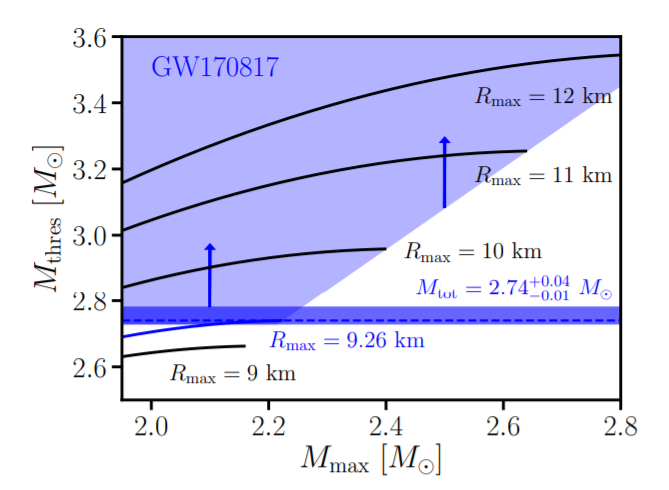 3.6
GW170817
3.4
R_max = 12 km
3.2
R_max = 11 km
M_thres [M_⊙]
3.0
R_max = 10 km
M_tot = 2.74^{+0.04}_{-0.01} M_⊙
2.8
R_max = 9.26 km
2.6
R_max = 9 km
2.0 2.2 2.4 2.6 2.8
M_max [M_⊙]